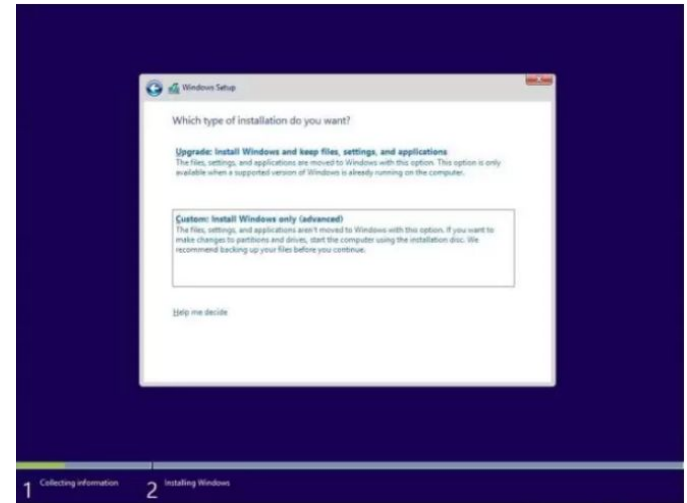 Windows Setup
Which type of installation do you want?
Upgrade: Install Windows and keep files, settings, and applications
The files, settings, and applications are moved to Windows with this option. This option is only
available when a supported version of Windows is already running on the computer.
Custom: Install Windows only (advanced)
The files, settings, and applications aren't moved to Windows with this option. If you want to
make changes to partitions and drives, start the computer using the installation disc. We
recommend backing up your files before you continue.
Help me decide
1 Collecting information 2 Installing Windows